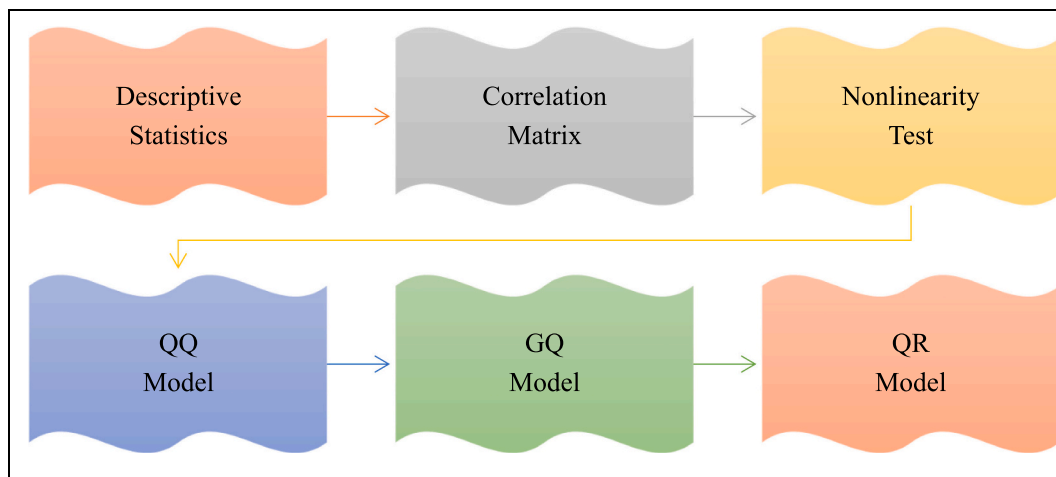 Descriptive
Statistics
Correlation
Matrix
Nonlinearity
Test
QQ
Model
GQ
Model
QR
Model